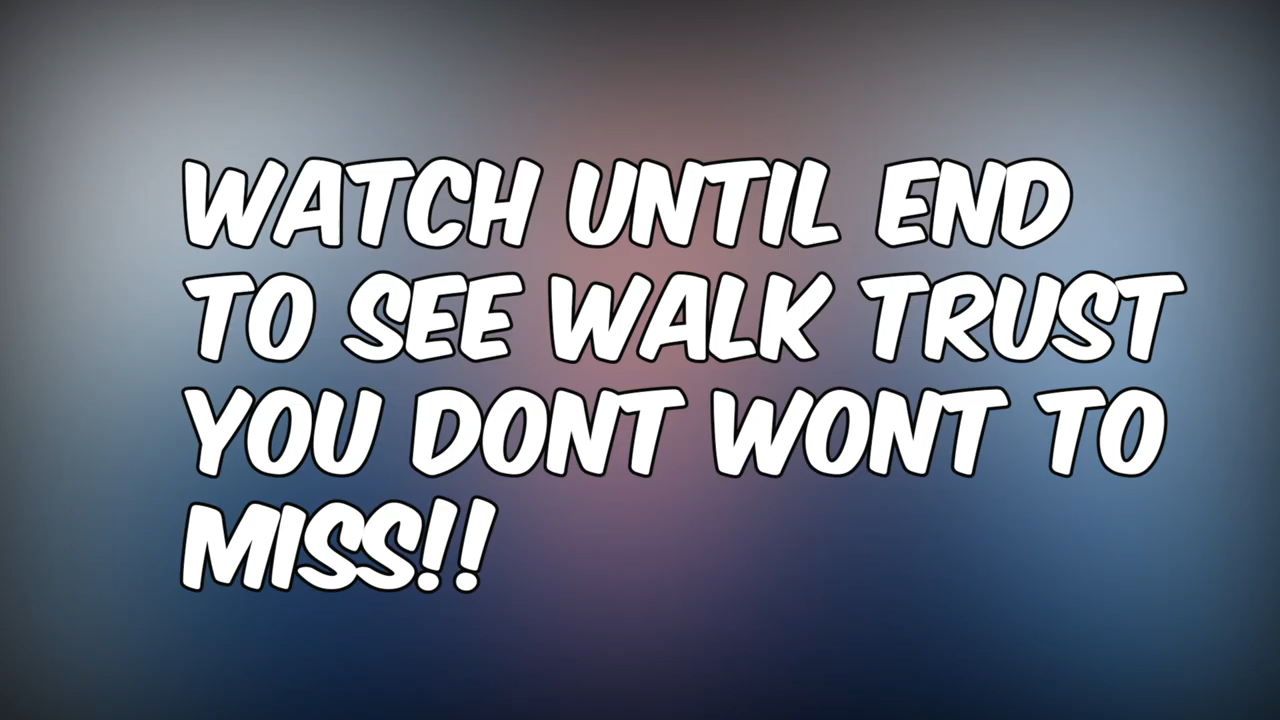 WATCH UNTIL END
TO SEE WALK TRUST
YOU DONT WONT TO
MISS!!